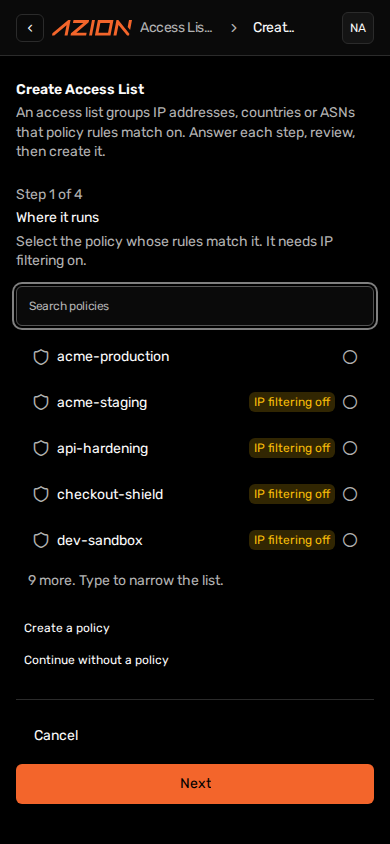 AZION
Access Lis...
Creat...
NA
Create Access List
An access list groups IP addresses, countries or ASNs
that policy rules match on. Answer each step, review,
then create it.
Step 1 of 4
Where it runs
Select the policy whose rules match it. It needs IP
filtering on.
Search policies
acme-production
acme-staging
IP filtering off
api-hardening
IP filtering off
checkout-shield
IP filtering off
dev-sandbox
IP filtering off
9 more. Type to narrow the list.
Create a policy
Continue without a policy
Cancel
Next